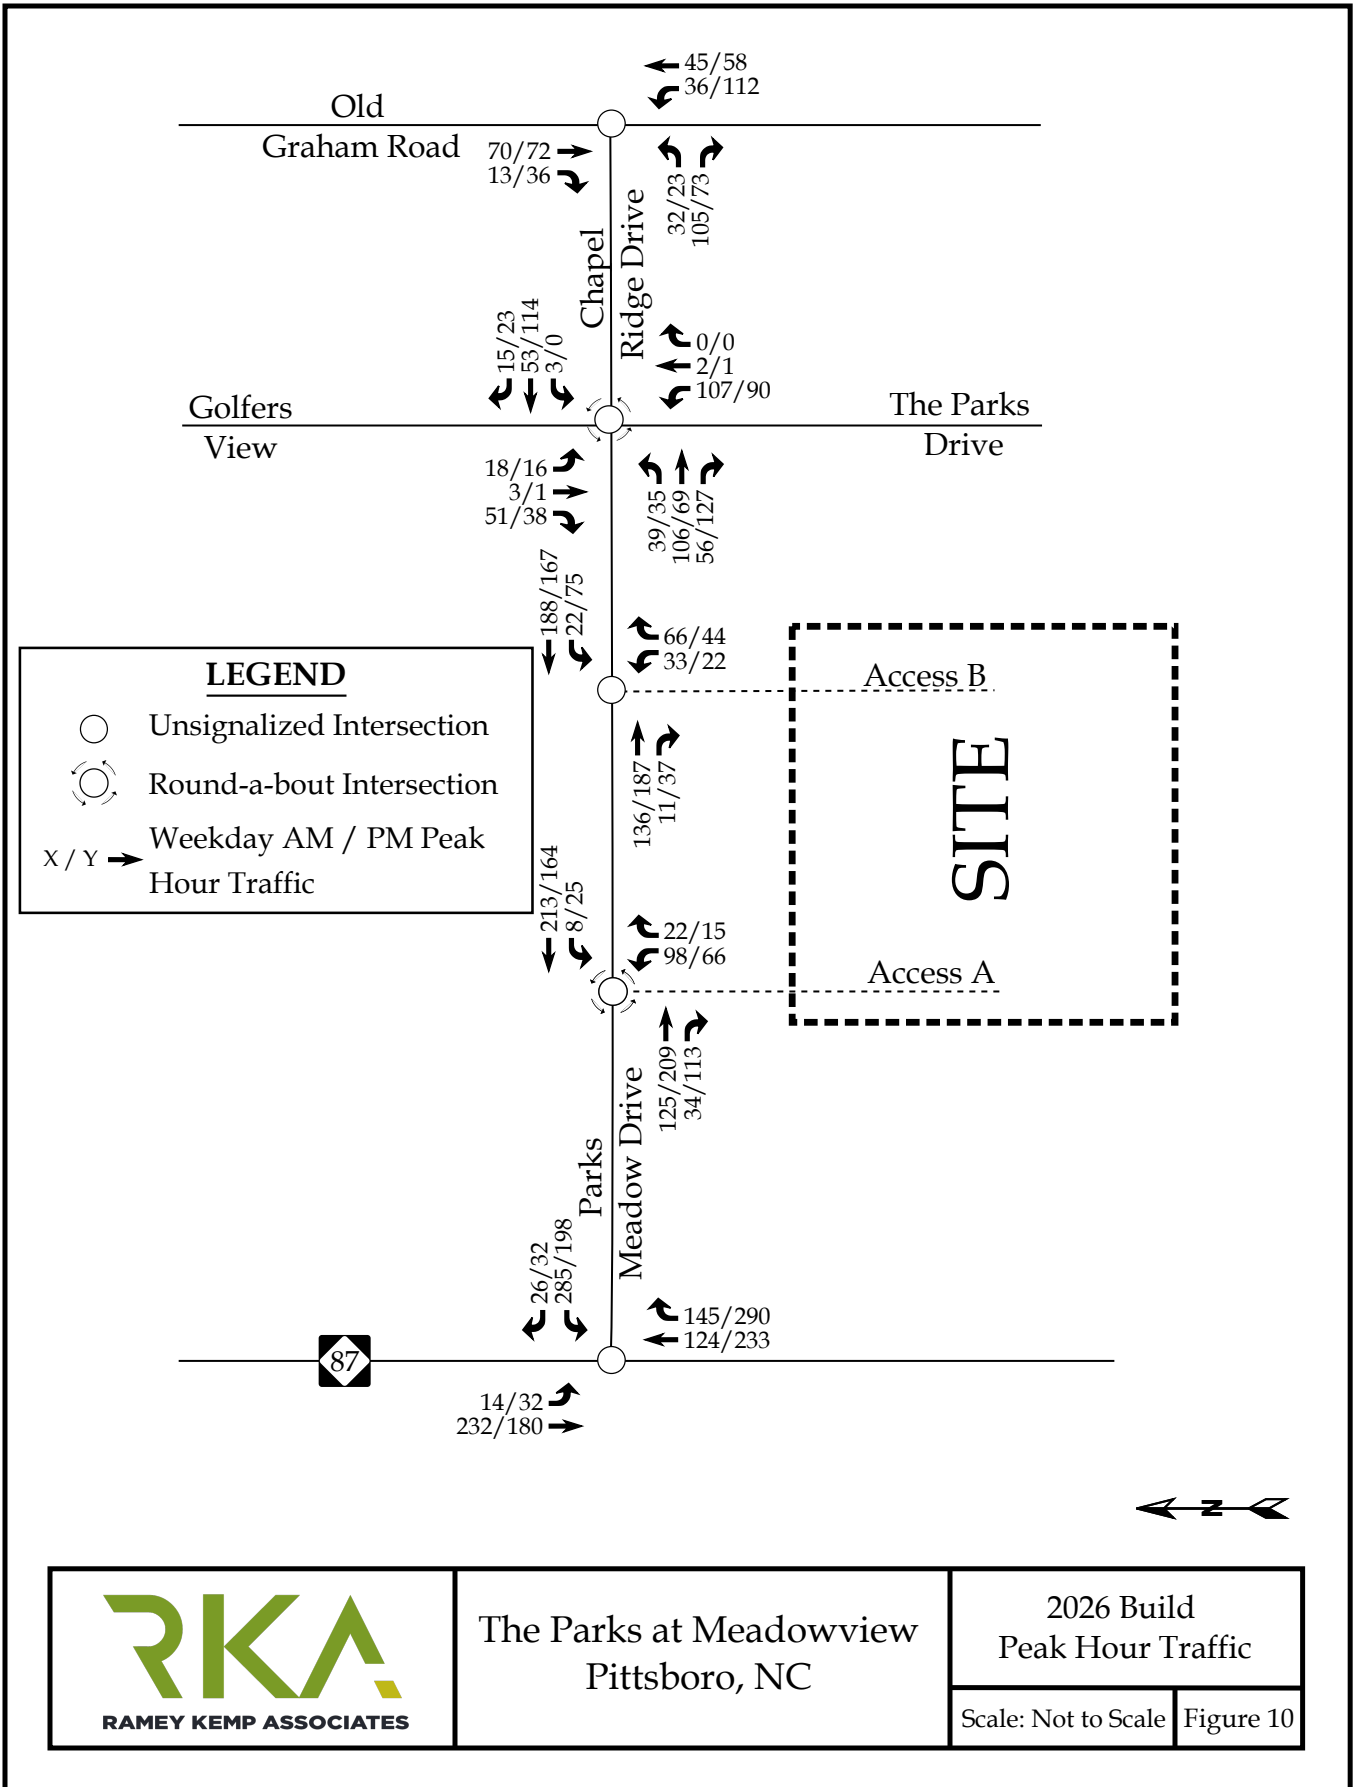 45/58
36/112
Old
Graham Road
70/72
13/36
32/23
105/73
Chapel
Ridge Drive
15/23
53/114
3/0
0/0
2/1
107/90
Golfers
View
The Parks
Drive
18/16
3/1
51/38
39/35
106/69
56/127
188/167
22/75
66/44
33/22
LEGEND
Unsignalized Intersection
Round-a-bout Intersection
X / Y
Weekday AM / PM Peak
Hour Traffic
Access B
136/187
11/37
SITE
213/164
8/25
22/15
98/66
Access A
125/209
34/113
Parks
Meadow Drive
26/32
285/198
145/290
124/233
87
14/32
232/180
N
RKA
RAMEY KEMP ASSOCIATES
The Parks at Meadowview
Pittsboro, NC
2026 Build
Peak Hour Traffic
Scale: Not to Scale
Figure 10